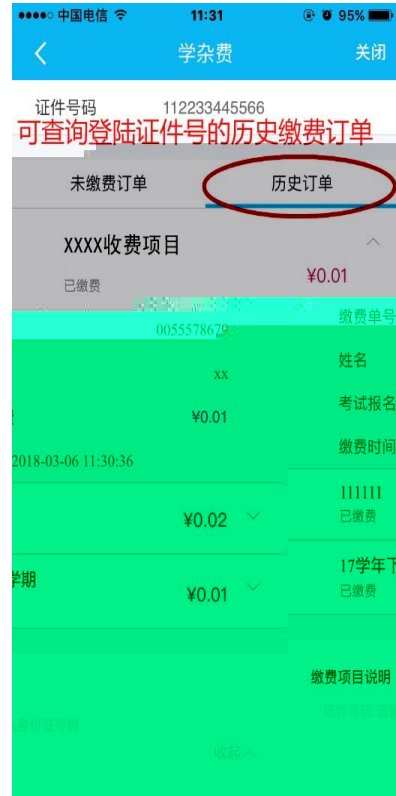 中国电信 11:31 95%
学杂费 关闭
证件号码 112233445566
可查询登陆证件号的历史缴费订单
未缴费订单 历史订单
XXXX收费项目
已缴费 ¥0.01
缴费单号
0055578679
姓名
xx
考试报名
¥0.01
缴费时间
2018-03-06 11:30:36
111111
已缴费
¥0.02
17学年下
学期
已缴费
¥0.01
缴费项目说明
身份证号码
收起